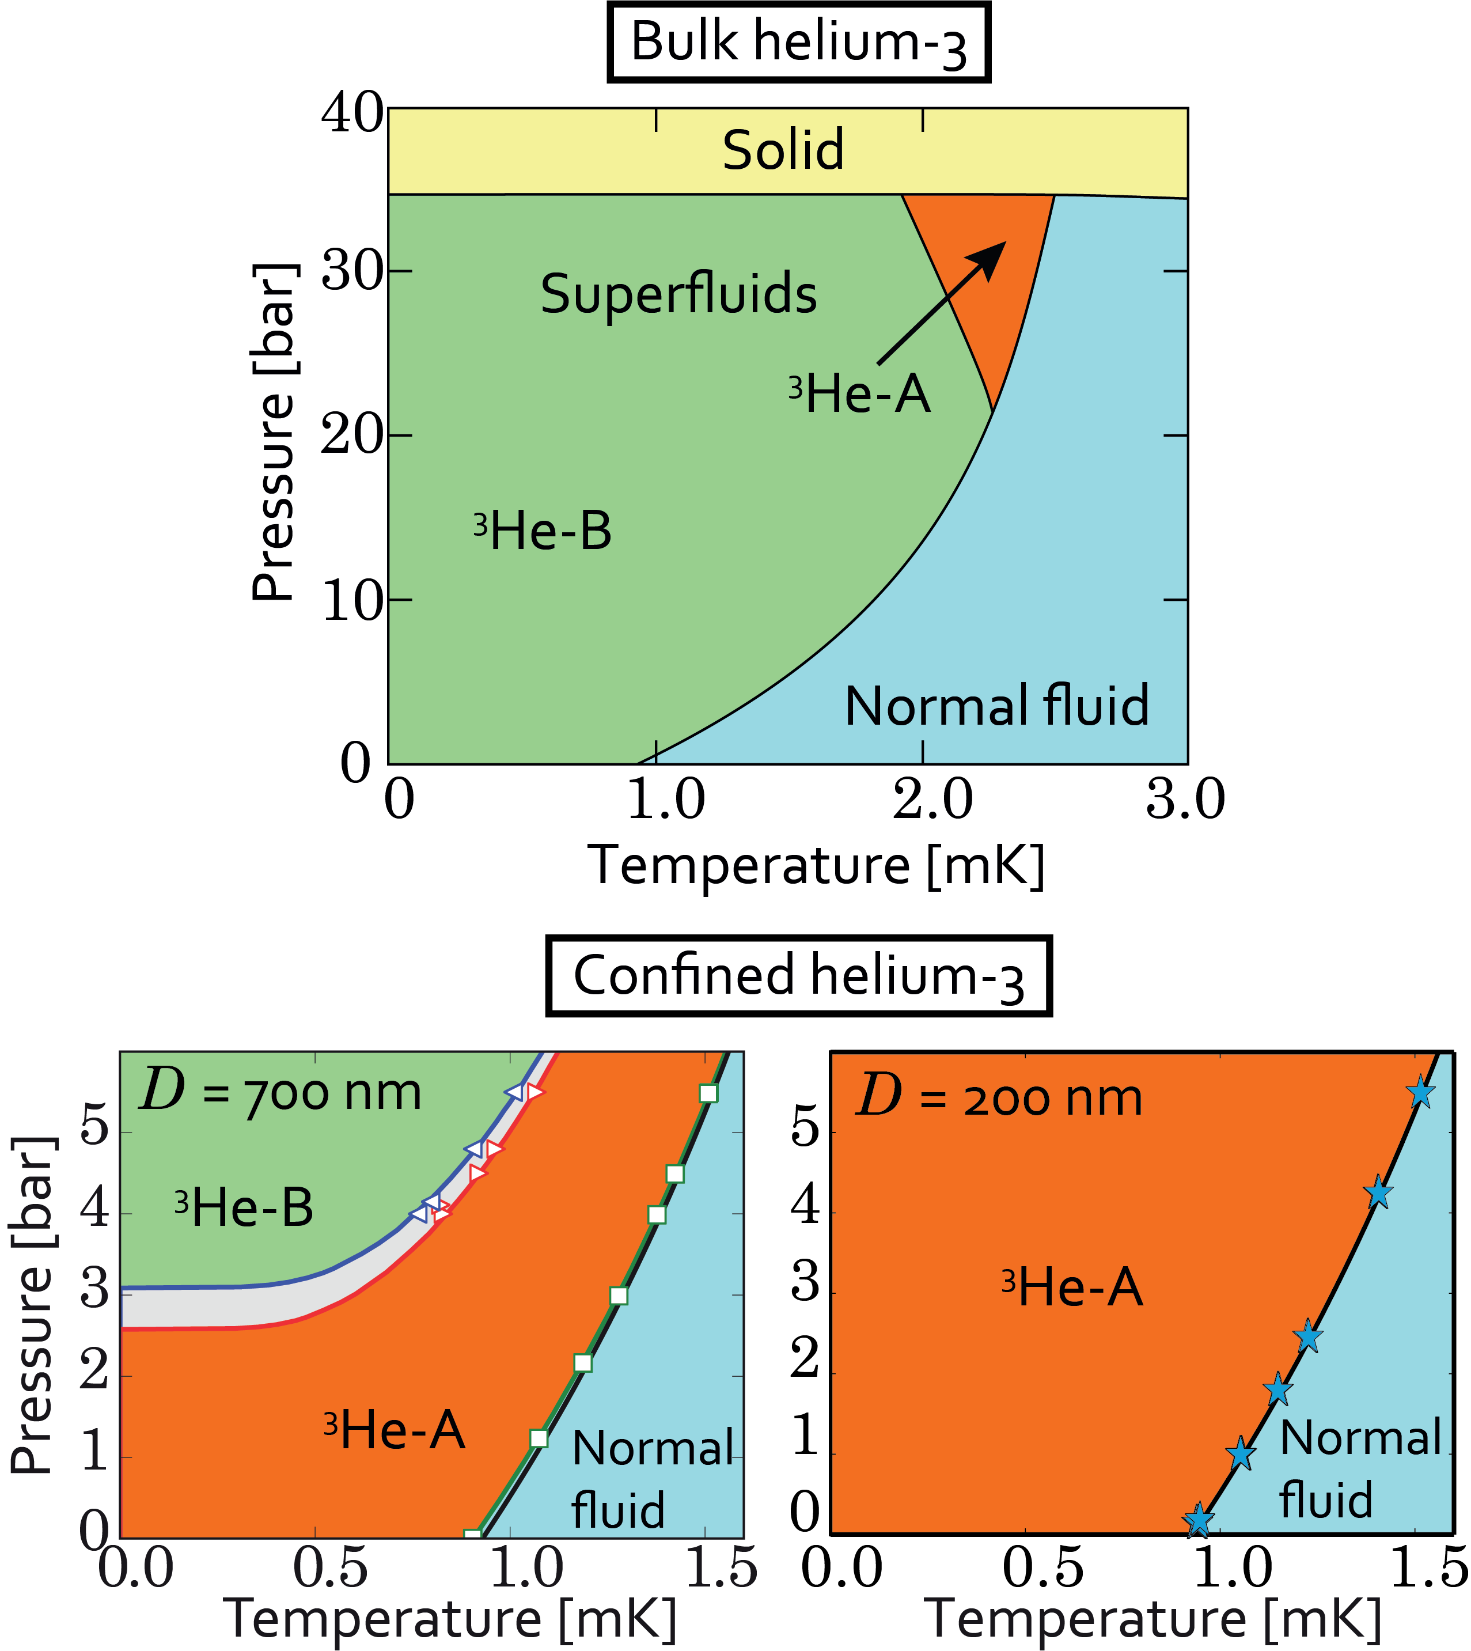 Bulk helium-3
40
30
20
10
0
Pressure [bar]
Solid
Superfluids
³He-A
³He-B
Normal fluid
0 1.0 2.0 3.0
Temperature [mK]
Confined helium-3
D = 700 nm
5
4
3
2
1
0
Pressure [bar]
³He-B
³He-A
Normal
fluid
0.0 0.5 1.0 1.5
Temperature [mK]
D = 200 nm
5
4
3
2
1
0
³He-A
Normal
fluid
0.0 0.5 1.0 1.5
Temperature [mK]